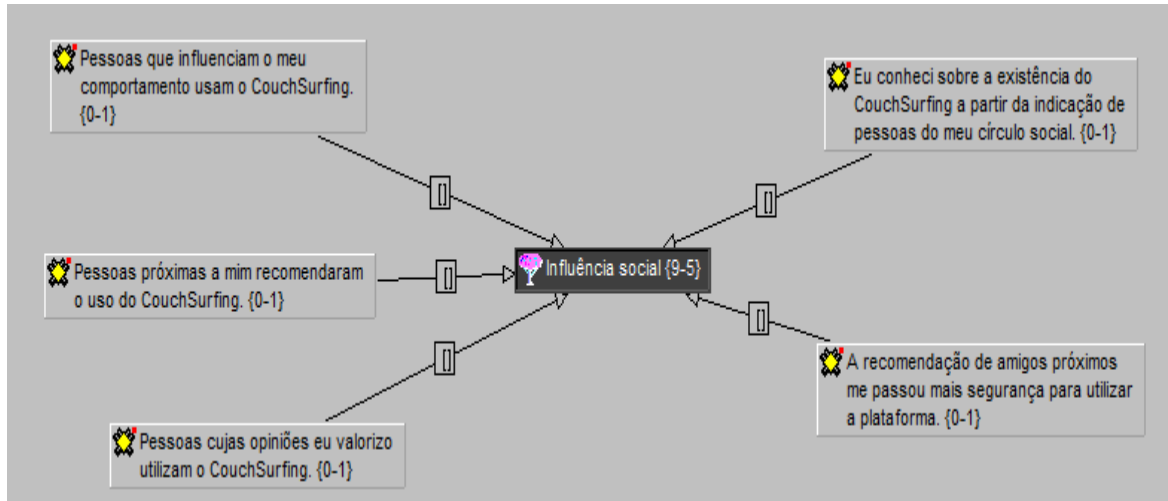 Pessoas que influenciam o meu
comportamento usam o CouchSurfing.
{0-1}
Eu conheci sobre a existência do
CouchSurfing a partir da indicação de
pessoas do meu círculo social. {0-1}
[]
[]
Pessoas próximas a mim recomendaram
o uso do CouchSurfing. {0-1}
[]
Influência social {9-5}
[]
[]
A recomendação de amigos próximos
me passou mais segurança para utilizar
a plataforma. {0-1}
Pessoas cujas opiniões eu valorizo
utilizam o CouchSurfing. {0-1}